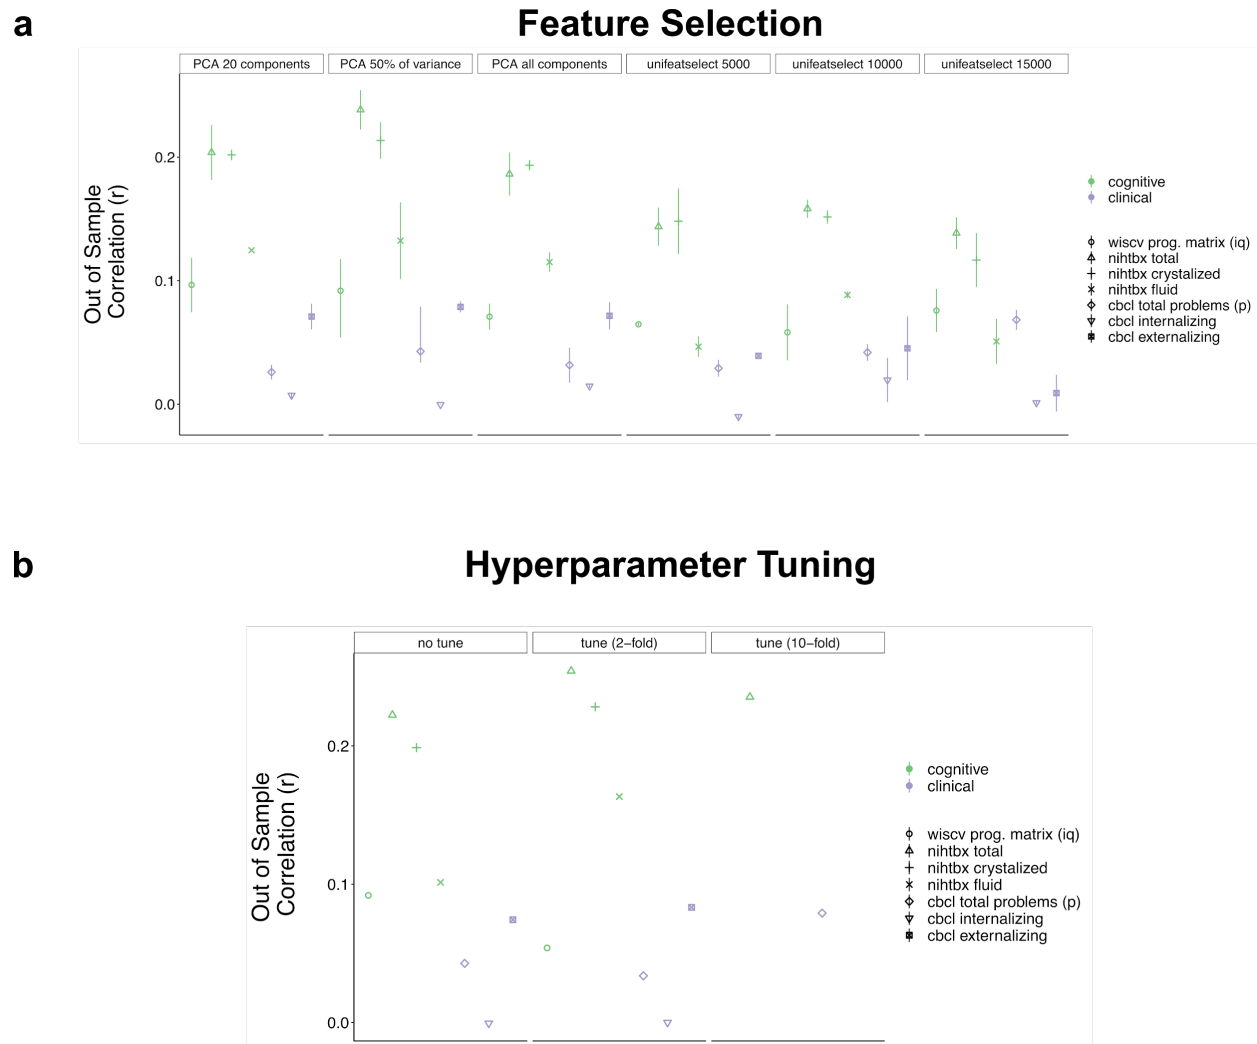 a
Feature Selection
PCA 20 components
PCA 50% of variance
PCA all components
unifeatselect 5000
unifeatselect 10000
unifeatselect 15000
Out of Sample
Correlation (r)
0.2
0.1
0.0
cognitive
clinical
wiscv prog. matrix (iq)
nihtbx total
nihtbx crystalized
nihtbx fluid
cbcl total problems (p)
cbcl internalizing
cbcl externalizing
b
Hyperparameter Tuning
no tune
tune (2−fold)
tune (10−fold)
Out of Sample
Correlation (r)
0.2
0.1
0.0
cognitive
clinical
wiscv prog. matrix (iq)
nihtbx total
nihtbx crystalized
nihtbx fluid
cbcl total problems (p)
cbcl internalizing
cbcl externalizing